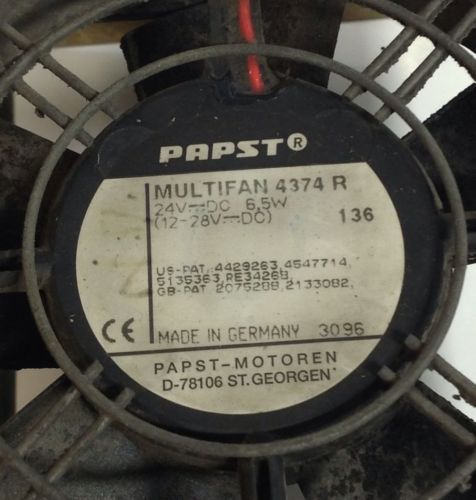 PAPST®
MULTIFAN 4374 R
24V⎓DC 6,5W
(12-28V⎓DC) 136
US-PAT. 4429263,4547714,
5135363,RE34268,
GB-PAT. 2075288,2133082,
CE MADE IN GERMANY 3096
PAPST-MOTOREN
D-78106 ST.GEORGEN